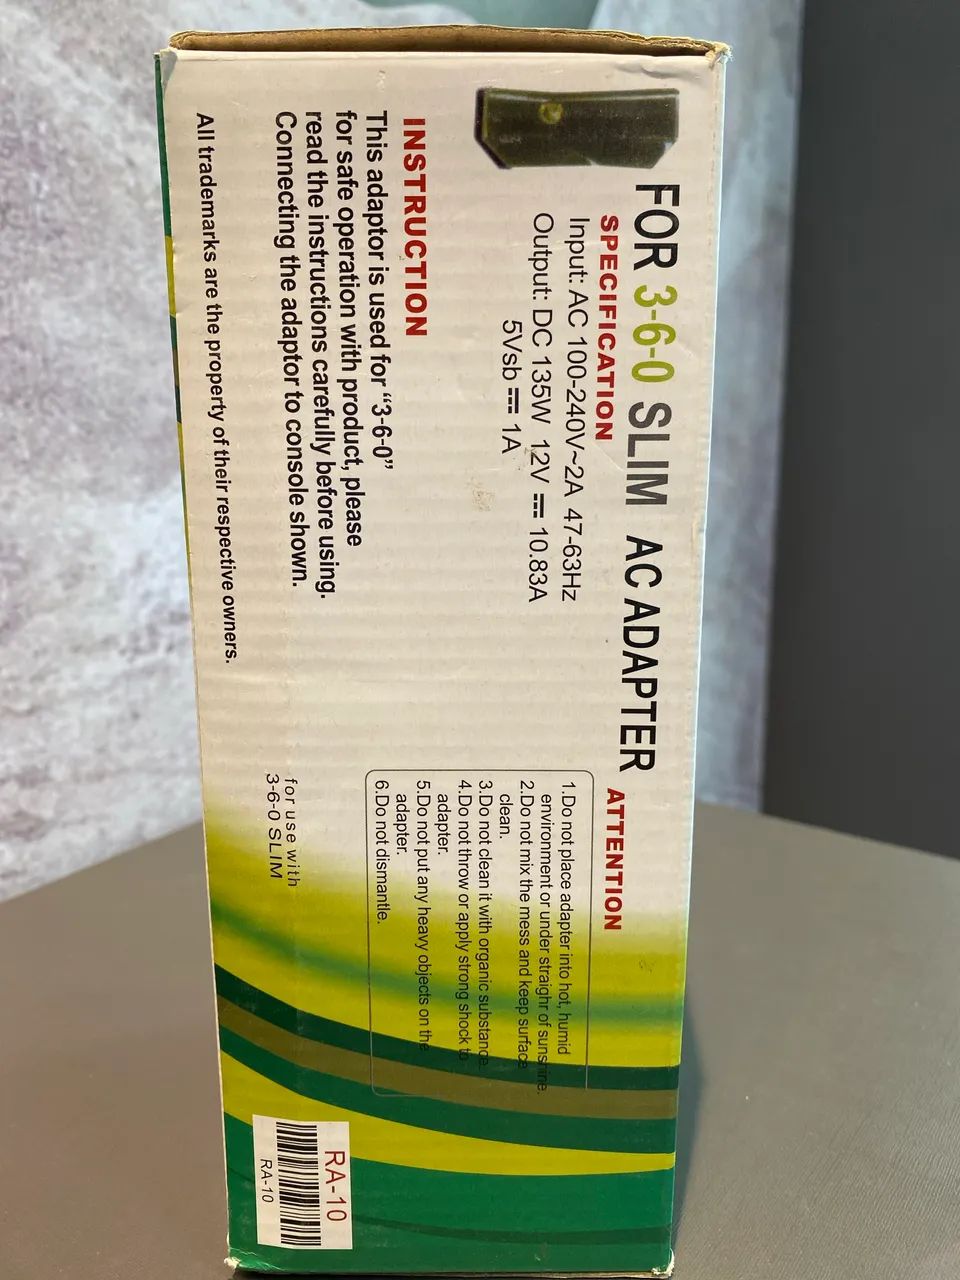 FOR 3-6-0 SLIM AC ADAPTER
SPECIFICATION
Input: AC 100-240V~2A 47-63Hz
Output: DC 135W 12V ⎓ 10.83A
5Vsb ⎓ 1A
INSTRUCTION
This adaptor is used for “3-6-0”
for safe operation with product, please
read the instructions carefully before using.
Connecting the adaptor to console shown.
All trademarks are the property of their respective owners.
ATTENTION
1.Do not place adapter into hot, humid
environment or under straighr of sunshine.
2.Do not mix the mess and keep surface
clean.
3.Do not clean it with organic substance.
4.Do not throw or apply strong shock to
adapter.
5.Do not put any heavy objects on the
adapter.
6.Do not dismantle.
for use with
3-6-0 SLIM
RA-10
RA-10